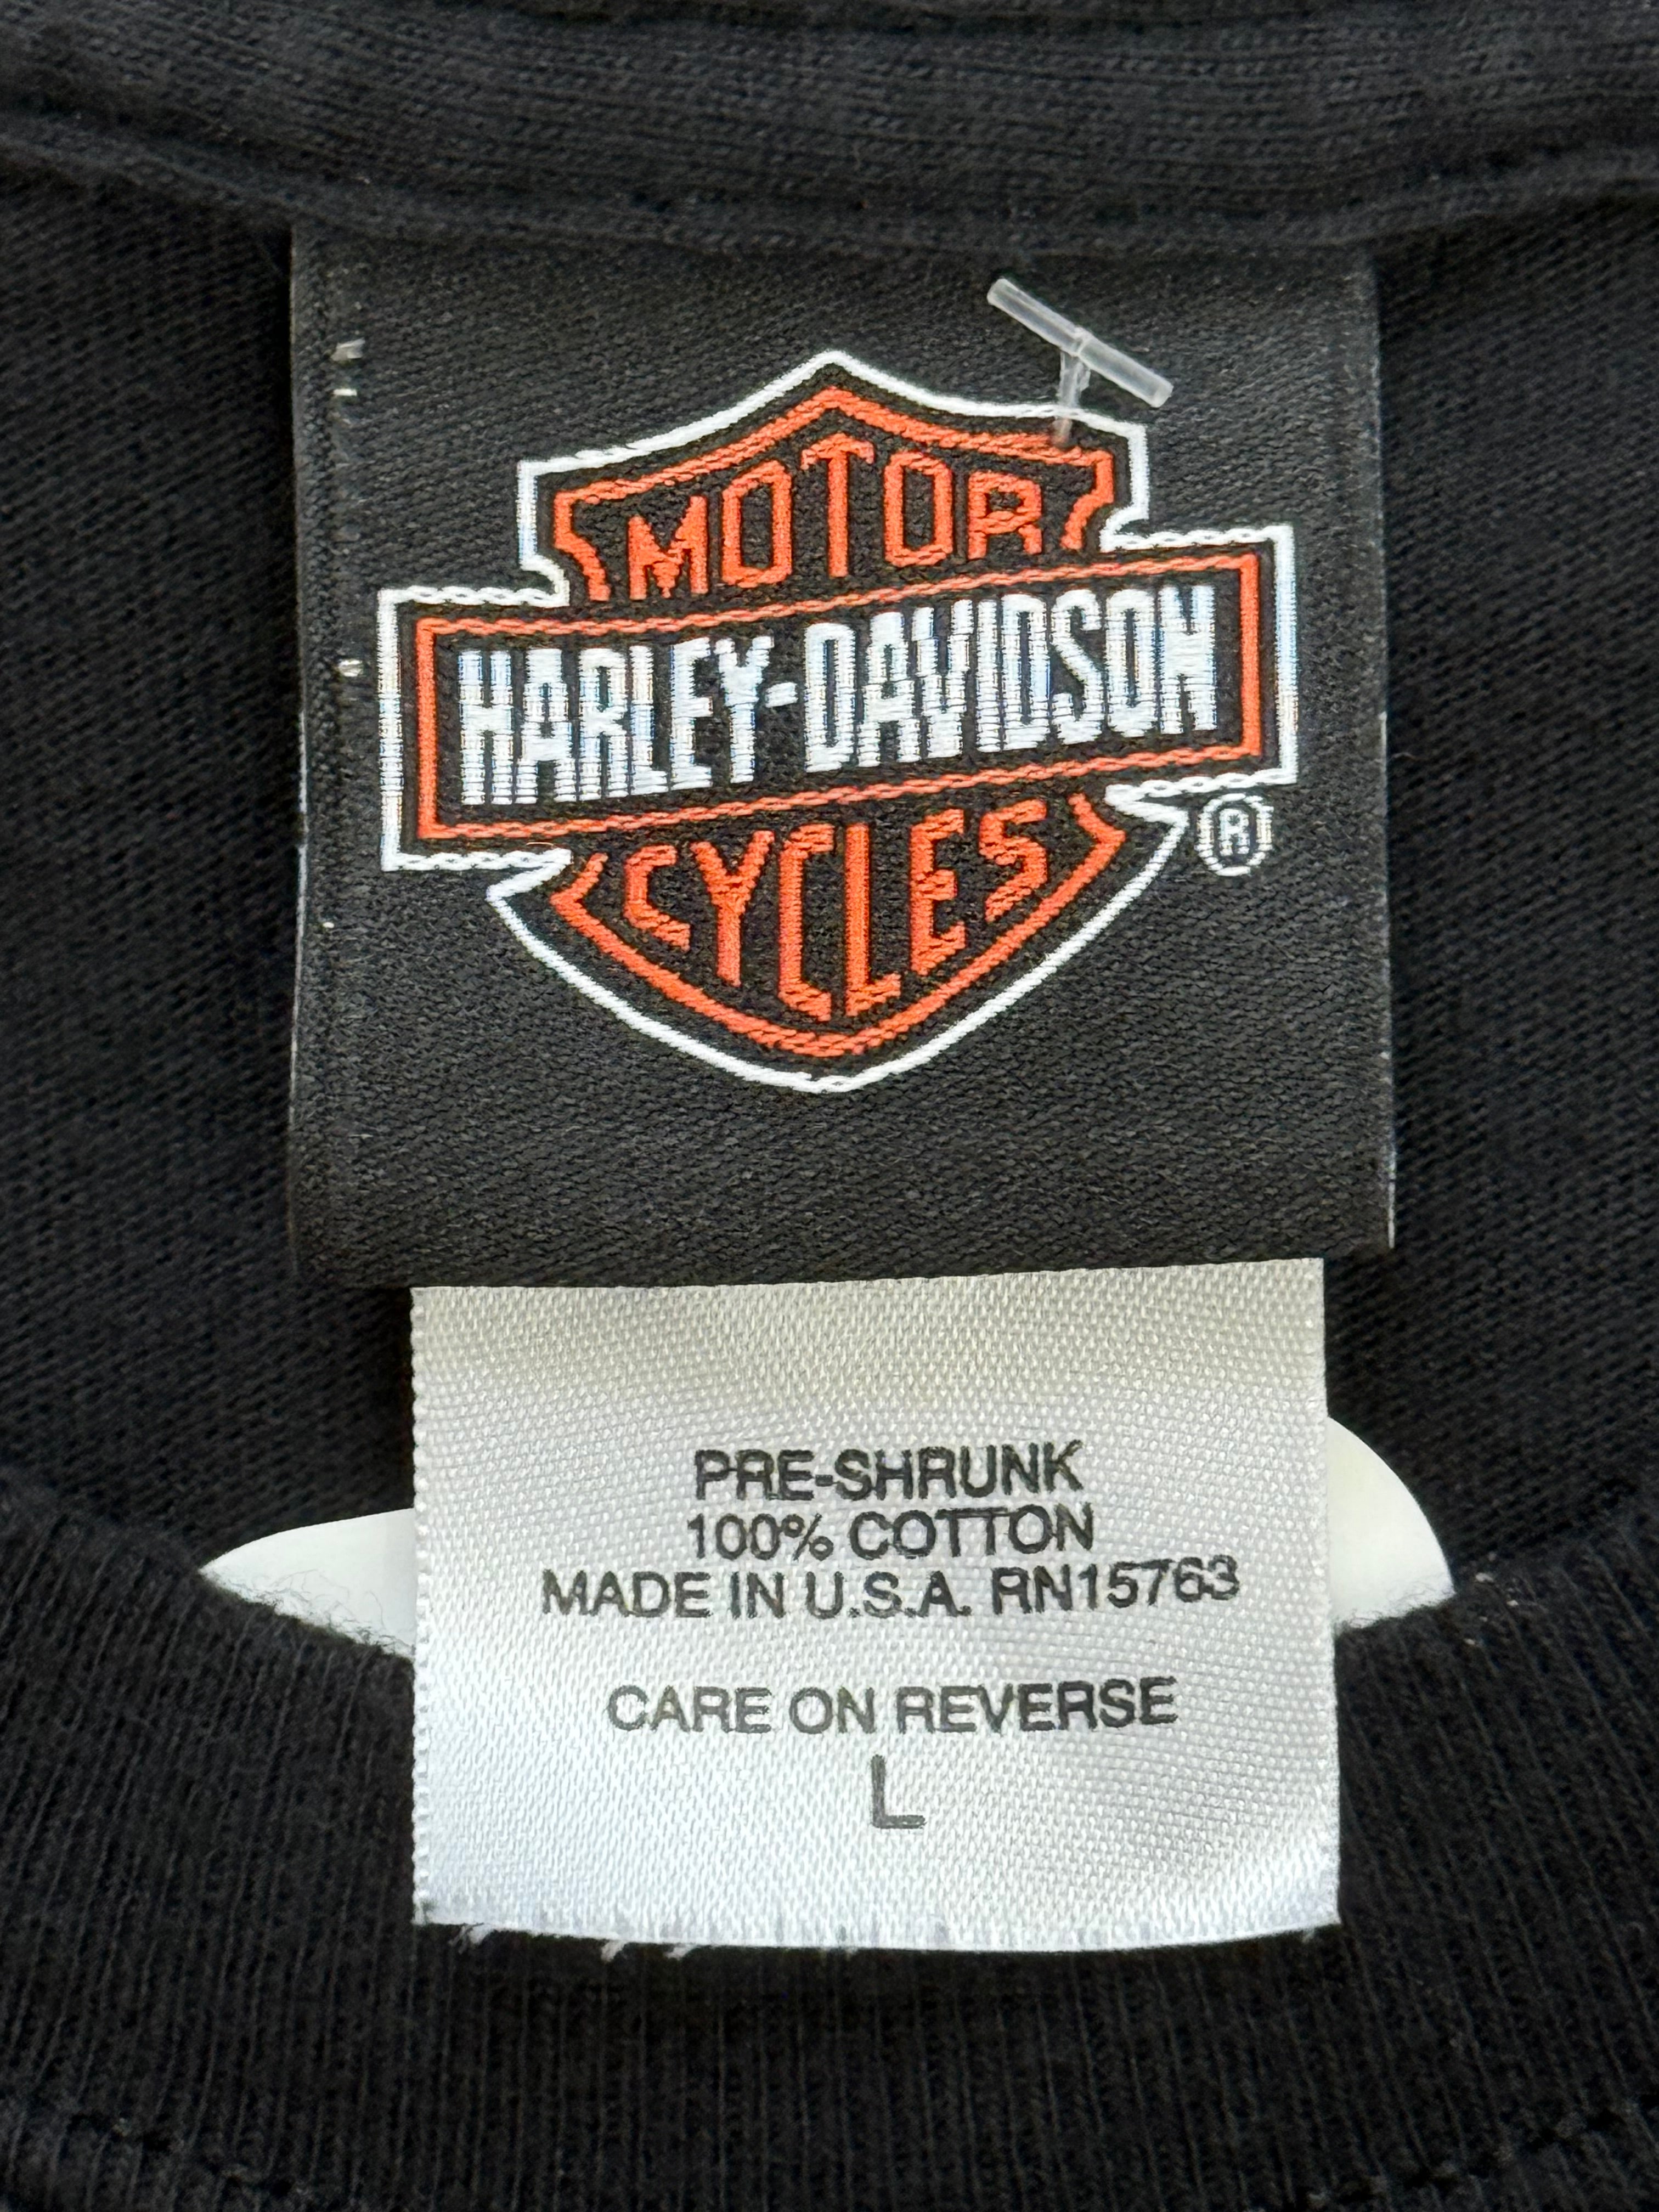 MOTOR
HARLEY-DAVIDSON
®
CYCLES
PRE-SHRUNK
100% COTTON
MADE IN U.S.A. RN15763
CARE ON REVERSE
L